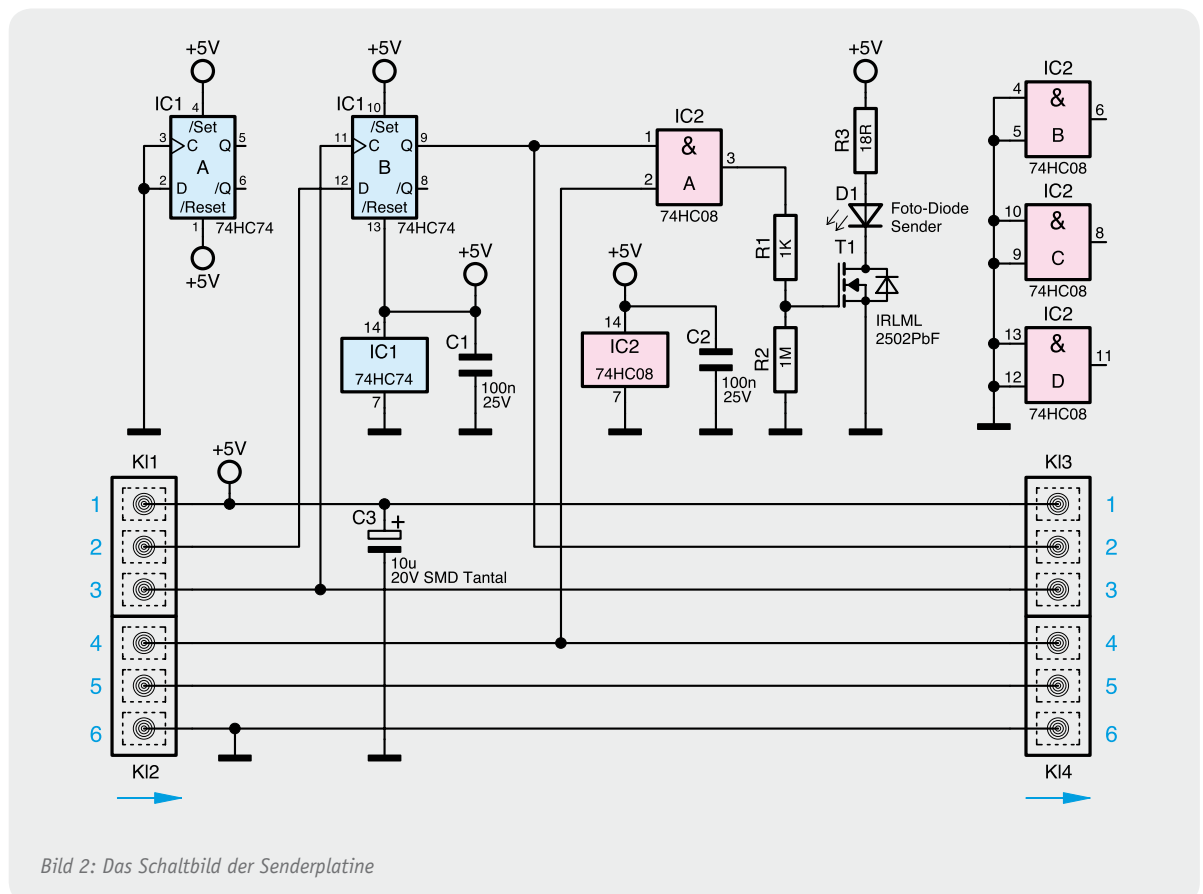 +5V
IC1
4
/Set
3
C
Q
5
A
2
D
/Q
6
/Reset
1
74HC74
+5V
+5V
IC1
10
/Set
11
C
Q
9
B
12
D
/Q
8
/Reset
13
74HC74
14
IC1
74HC74
7
+5V
C1
100n
25V
IC2
1
&
3
2
A
74HC08
+5V
14
IC2
74HC08
7
C2
100n
25V
R1
1K
R2
1M
+5V
R3
18R
D1
Foto-Diode
Sender
T1
IRLML
2502PbF
IC2
4
&
6
5
B
74HC08
IC2
10
&
8
9
C
74HC08
IC2
13
&
11
12
D
74HC08
Kl1
+5V
Kl3
1
1
C3
+
2
2
10u
20V SMD Tantal
3
3
4
4
5
5
6
6
Kl2
Kl4
Bild 2: Das Schaltbild der Senderplatine